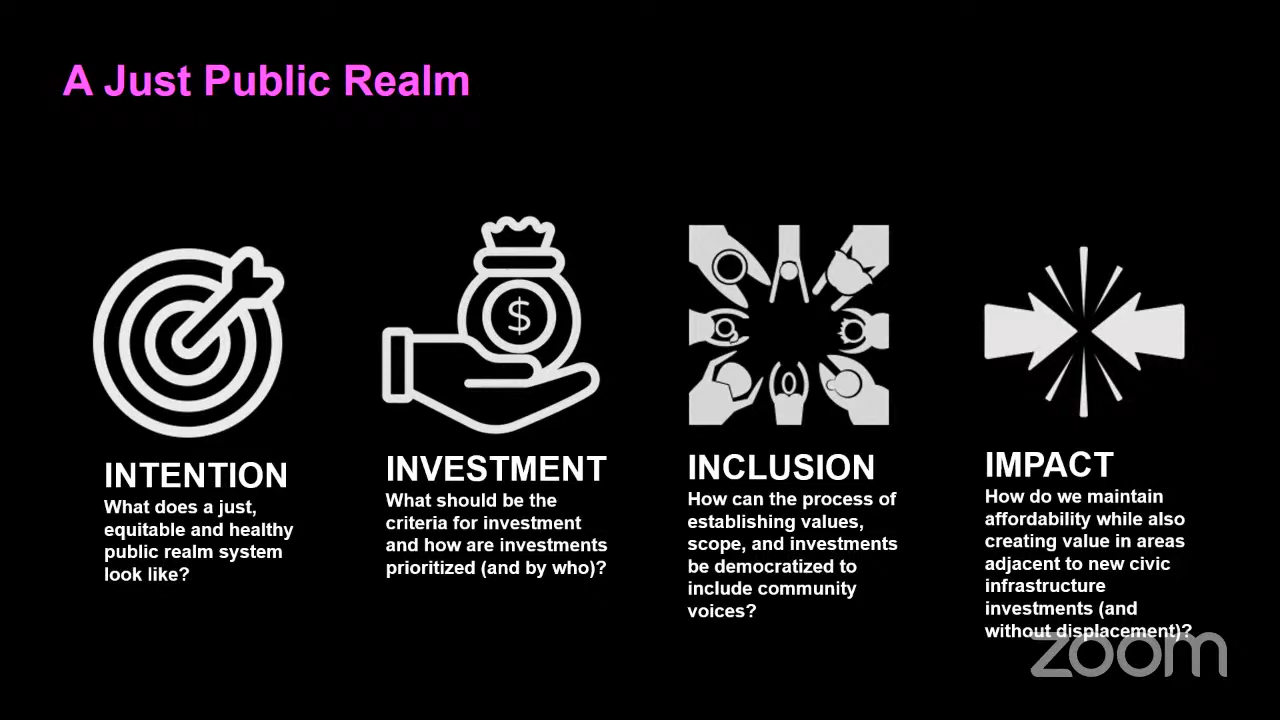 A Just Public Realm
$
INTENTION
What does a just,
equitable and healthy
public realm system
look like?
INVESTMENT
What should be the
criteria for investment
and how are investments
prioritized (and by who)?
INCLUSION
How can the process of
establishing values,
scope, and investments
be democratized to
include community
voices?
IMPACT
How do we maintain
affordability while also
creating value in areas
adjacent to new civic
infrastructure
investments (and
without displacement)?
zoom